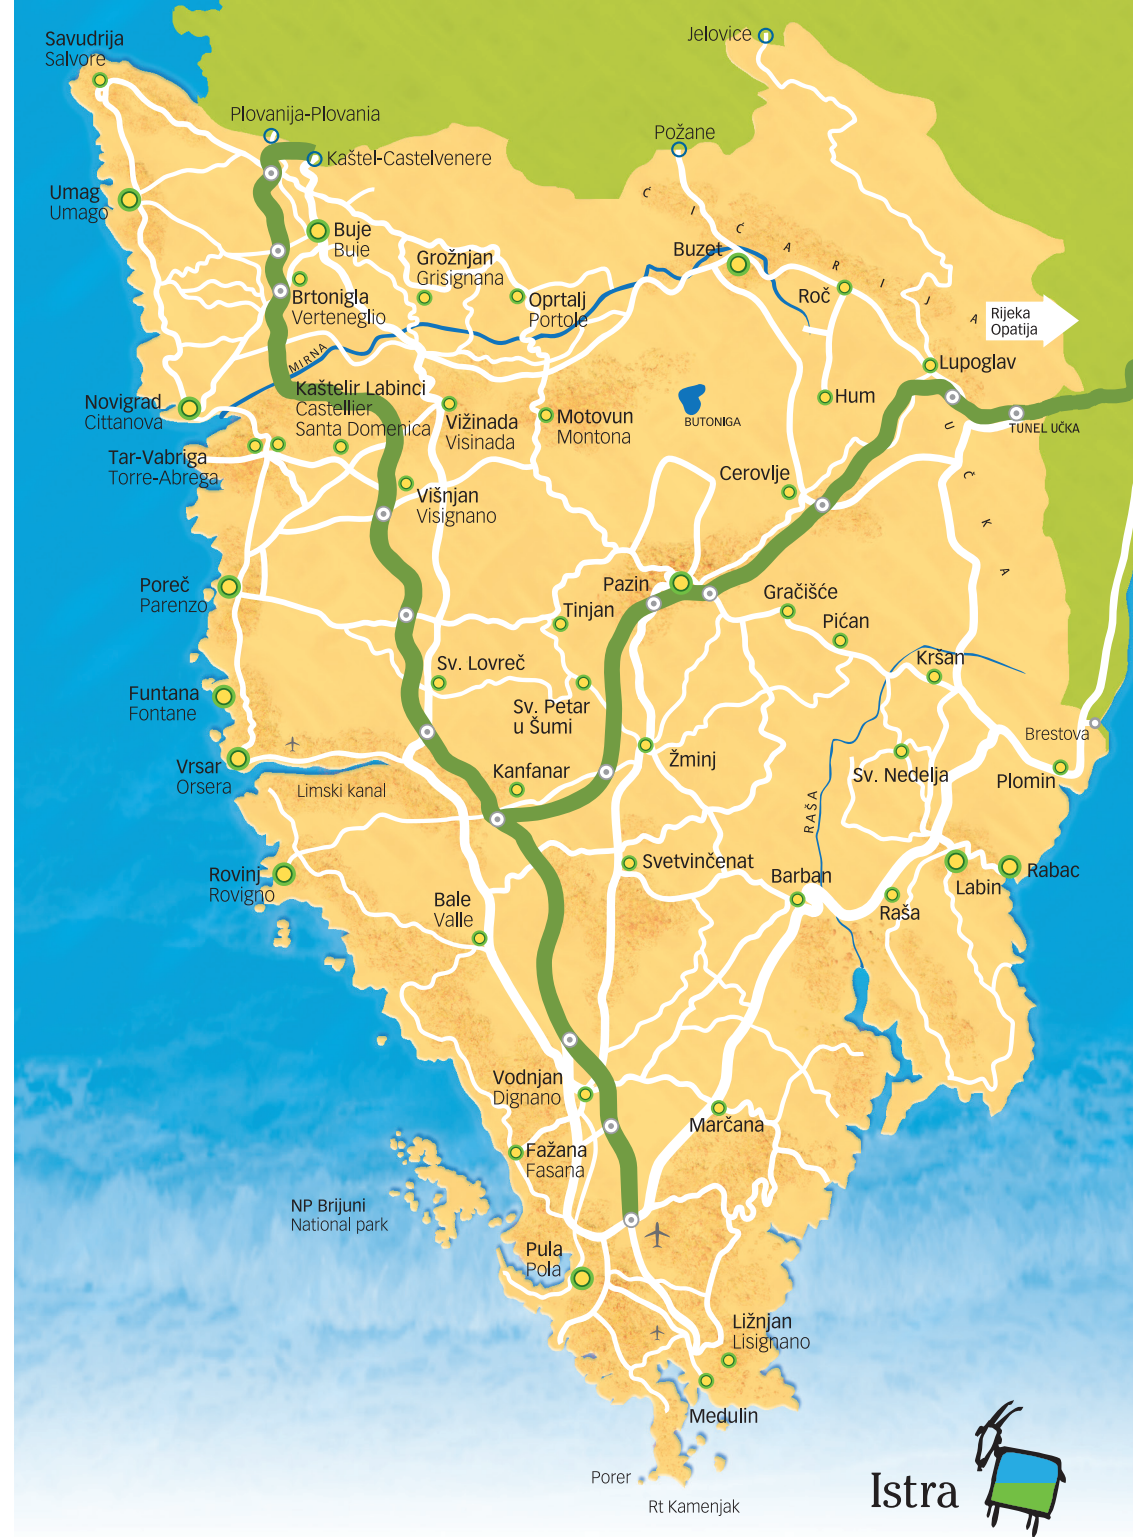 Savudrija
Salvore
Jelovice
Plovanija-Plovania
Požane
Kaštel-Castelvenere
Umag
Umago
ĆIĆARIJA
Buje
Buie
Buzet
Grožnjan
Grisignana
Brtonigla
Verteneglio
Oprtalj
Portole
Roč
Rijeka
Opatija
MIRNA
Lupoglav
Kaštelir Labinci
Castellier
Santa Domenica
Novigrad
Cittanova
Vižinada
Visinada
Motovun
Montona
BUTONIGA
Hum
TUNEL UČKA
UČKA
Tar-Vabriga
Torre-Abrega
Višnjan
Visignano
Cerovlje
Poreč
Parenzo
Pazin
Gračišće
Tinjan
Pićan
Sv. Lovreč
Kršan
Funtana
Fontane
Sv. Petar
u Šumi
Brestova
Vrsar
Orsera
Limski kanal
Kanfanar
Žminj
Sv. Nedelja
Plomin
RAŠA
Rovinj
Rovigno
Svetvinčenat
Barban
Labin
Rabac
Bale
Valle
Raša
Vodnjan
Dignano
Marčana
Fažana
Fasana
NP Brijuni
National park
Pula
Pola
Ližnjan
Lisignano
Medulin
Porer
Rt Kamenjak
Istra